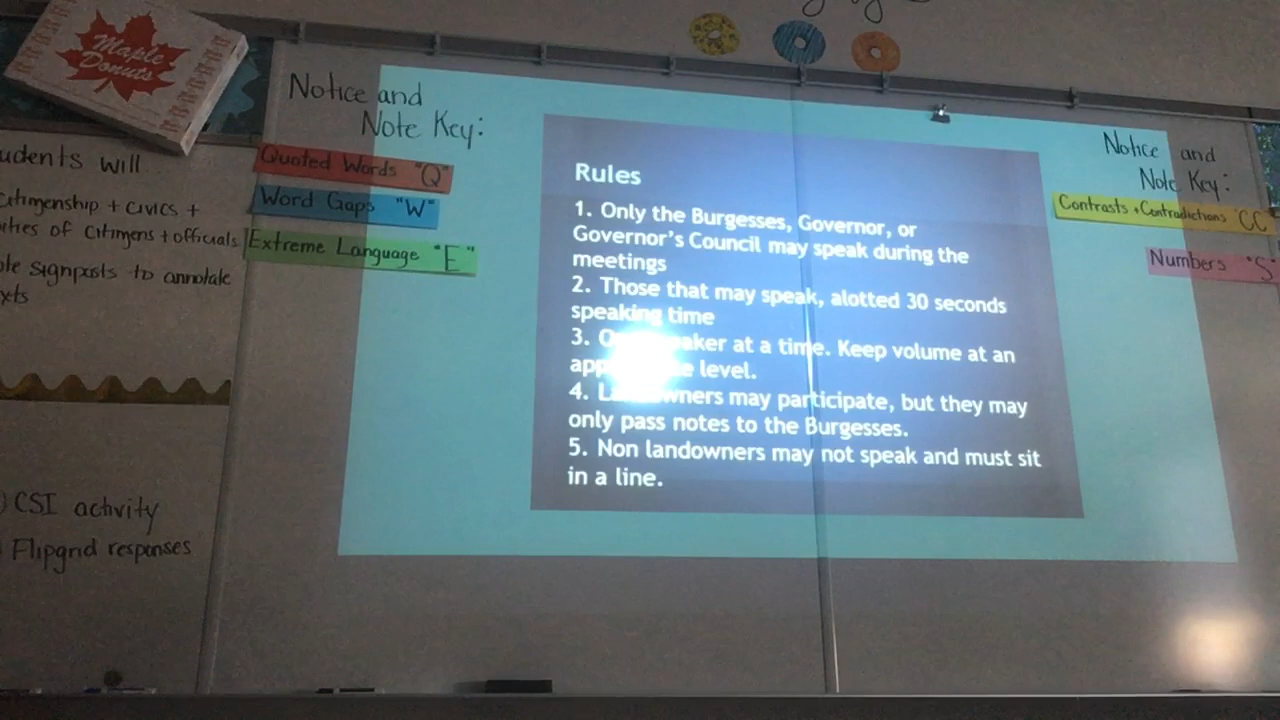 Maple
Donuts
udents will
Citizenship + civics +
of citizens + officials
signposts to annotate
xts
CSI activity
Flipgrid responses
Notice and
Note Key:
Quoted Words "Q"
Word Gaps "W"
Extreme Language "E"
Rules
1. Only the Burgesses, Governor, or
Governor's Council may speak during the
meetings
2. Those that may speak, alotted 30 seconds
speaking time
3. at a time. Keep volume at an
level.
4. may participate, but they may
only pass notes to the Burgesses.
5. Non landowners may not speak and must sit
in a line.
Notice and
Note Key:
Contrasts + Contradictions CC
Numbers "S